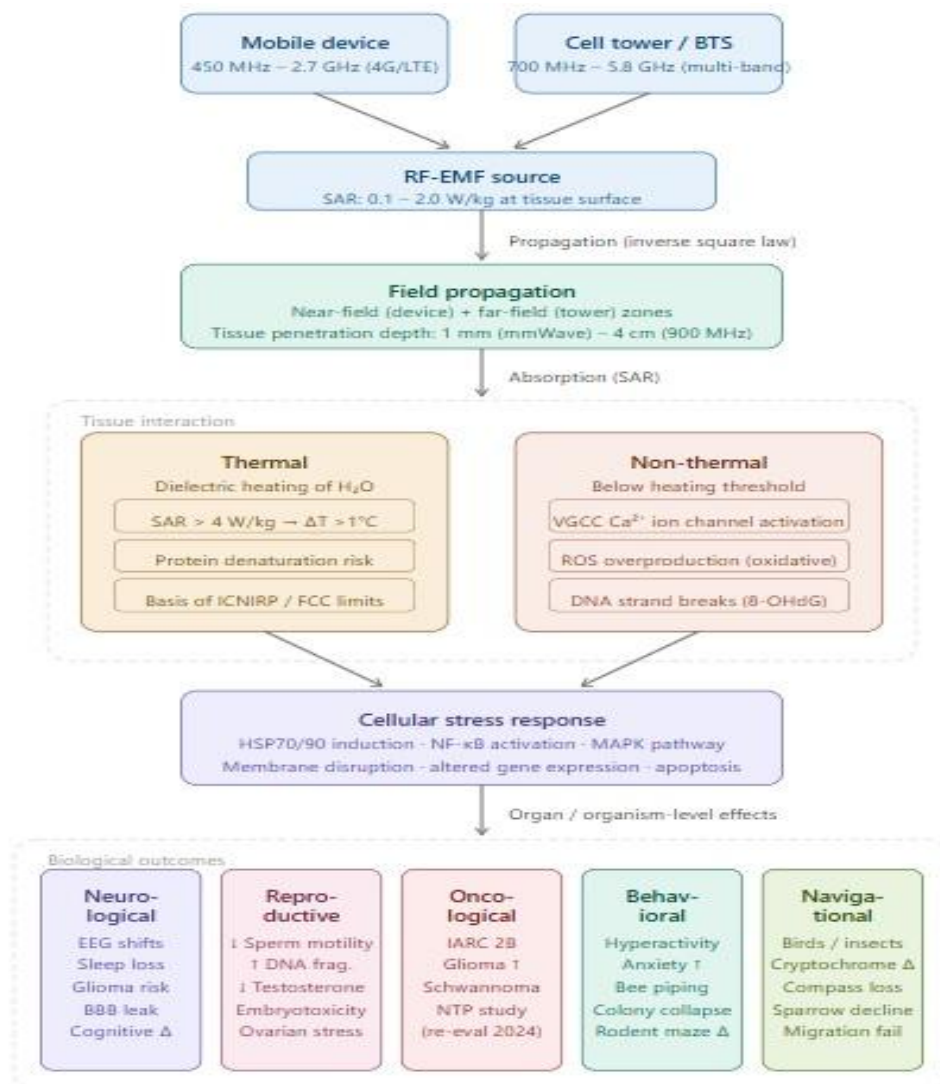 Mobile device
450 MHz – 2.7 GHz (4G/LTE)
Cell tower / BTS
700 MHz – 5.8 GHz (multi-band)
RF-EMF source
SAR: 0.1 – 2.0 W/kg at tissue surface
Propagation (inverse square law)
Field propagation
Near-field (device) + far-field (tower) zones
Tissue penetration depth: 1 mm (mmWave) – 4 cm (900 MHz)
Absorption (SAR)
Tissue interaction
Thermal
Dielectric heating of H₂O
SAR > 4 W/kg → ΔT >1°C
Protein denaturation risk
Basis of ICNIRP / FCC limits
Non-thermal
Below heating threshold
VGCC Ca²⁺ ion channel activation
ROS overproduction (oxidative)
DNA strand breaks (8-OHdG)
Cellular stress response
HSP70/90 induction · NF-κB activation · MAPK pathway
Membrane disruption · altered gene expression · apoptosis
Organ / organism-level effects
Biological outcomes
Neuro-
logical
EEG shifts
Sleep loss
Glioma risk
BBB leak
Cognitive Δ
Repro-
ductive
↓ Sperm motility
↑ DNA frag.
↓ Testosterone
Embryotoxicity
Ovarian stress
Onco-
logical
IARC 2B
Glioma ↑
Schwannoma
NTP study
(re-eval 2024)
Behav-
ioral
Hyperactivity
Anxiety ↑
Bee piping
Colony collapse
Rodent maze Δ
Naviga-
tional
Birds / insects
Cryptochrome Δ
Compass loss
Sparrow decline
Migration fail